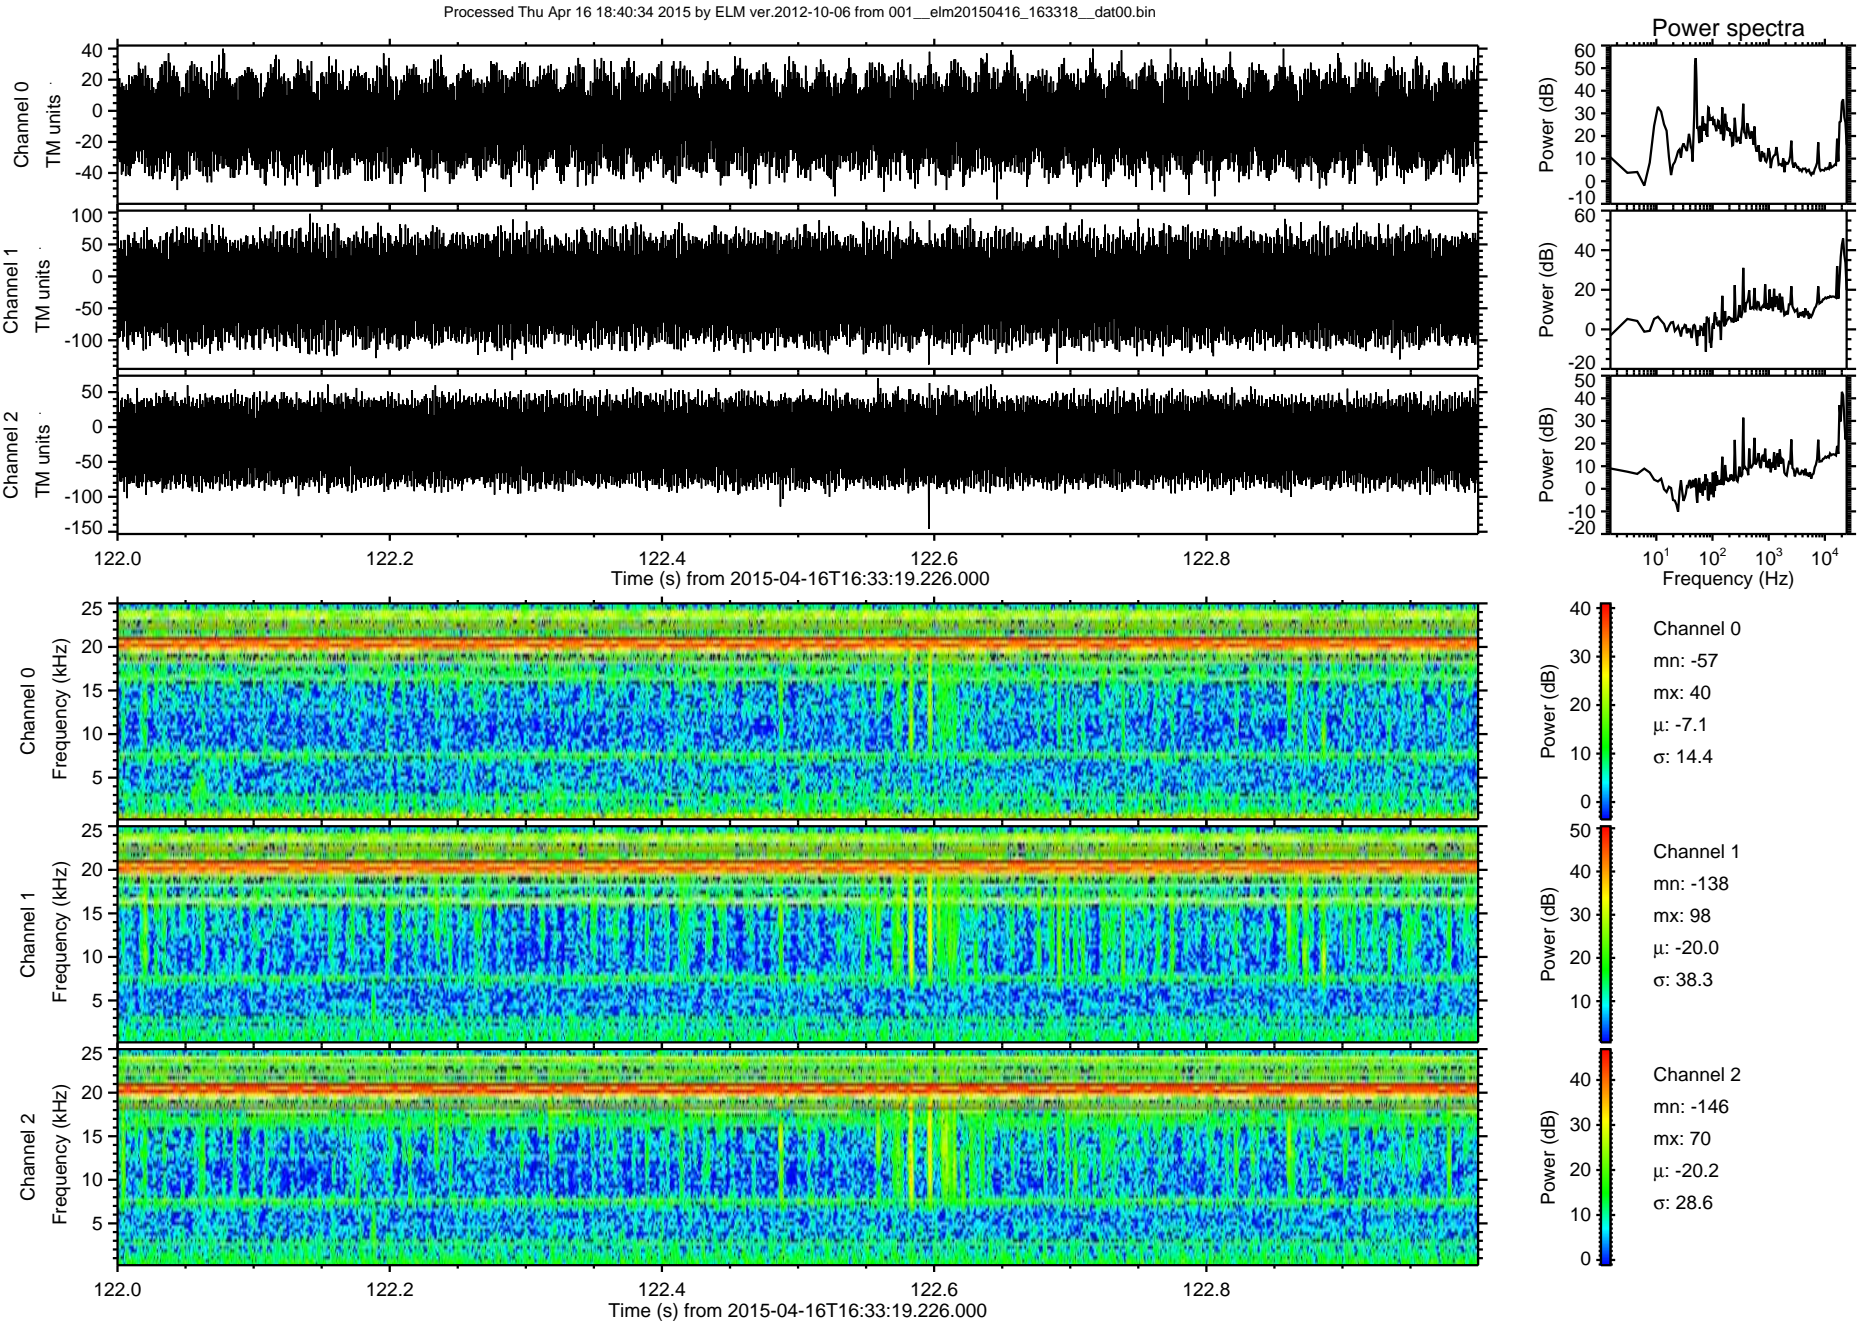 Processed Thu Apr 16 18:40:34 2015 by ELM ver.2012-10-06 from 001__elm20150416_163318__dat00.bin
Power spectra
Channel 0
TM units
40
20
0
-20
-40
Power (dB)
60
50
40
30
20
10
0
-10
Channel 1
TM units
100
50
0
-50
-100
Power (dB)
60
40
20
0
-20
Channel 2
TM units
50
0
-50
-100
-150
Power (dB)
50
40
30
20
10
0
-10
-20
122.0 122.2 122.4 122.6 122.8
Time (s) from 2015-04-16T16:33:19.226.000
10¹ 10² 10³ 10⁴
Frequency (Hz)
Channel 0
Frequency (kHz)
25
20
15
10
5
Power (dB)
40
30
20
10
0
Channel 0
mn: -57
mx: 40
μ: -7.1
σ: 14.4
Channel 1
Frequency (kHz)
25
20
15
10
5
Power (dB)
50
40
30
20
10
Channel 1
mn: -138
mx: 98
μ: -20.0
σ: 38.3
Channel 2
Frequency (kHz)
25
20
15
10
5
Power (dB)
40
30
20
10
0
Channel 2
mn: -146
mx: 70
μ: -20.2
σ: 28.6
122.0 122.2 122.4 122.6 122.8
Time (s) from 2015-04-16T16:33:19.226.000